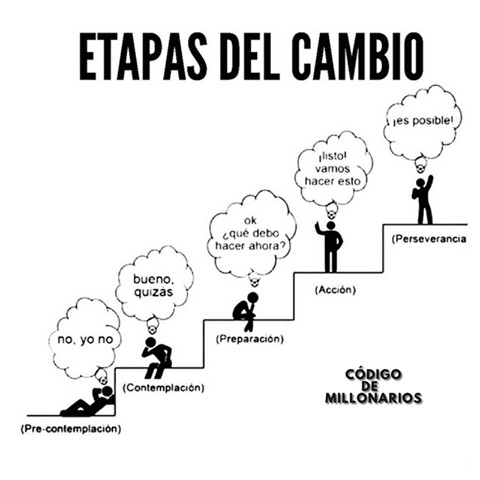 ETAPAS DEL CAMBIO
¡es posible!
¡listo!
vamos
hacer esto
ok
¿qué debo
hacer ahora?
bueno,
quizás
no, yo no
(Perseverancia
(Acción)
(Preparación)
(Contemplación)
(Pre-contemplación)
CÓDIGO
DE
MILLONARIOS